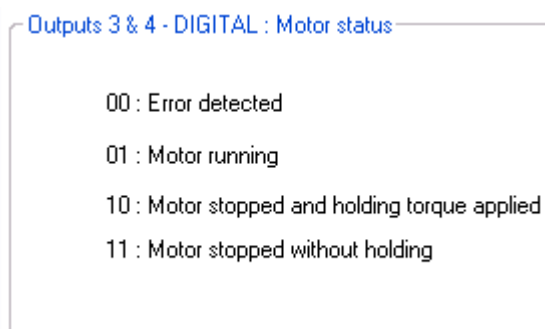 Outputs 3 & 4 - DIGITAL : Motor status
00 : Error detected
01 : Motor running
10 : Motor stopped and holding torque applied
11 : Motor stopped without holding